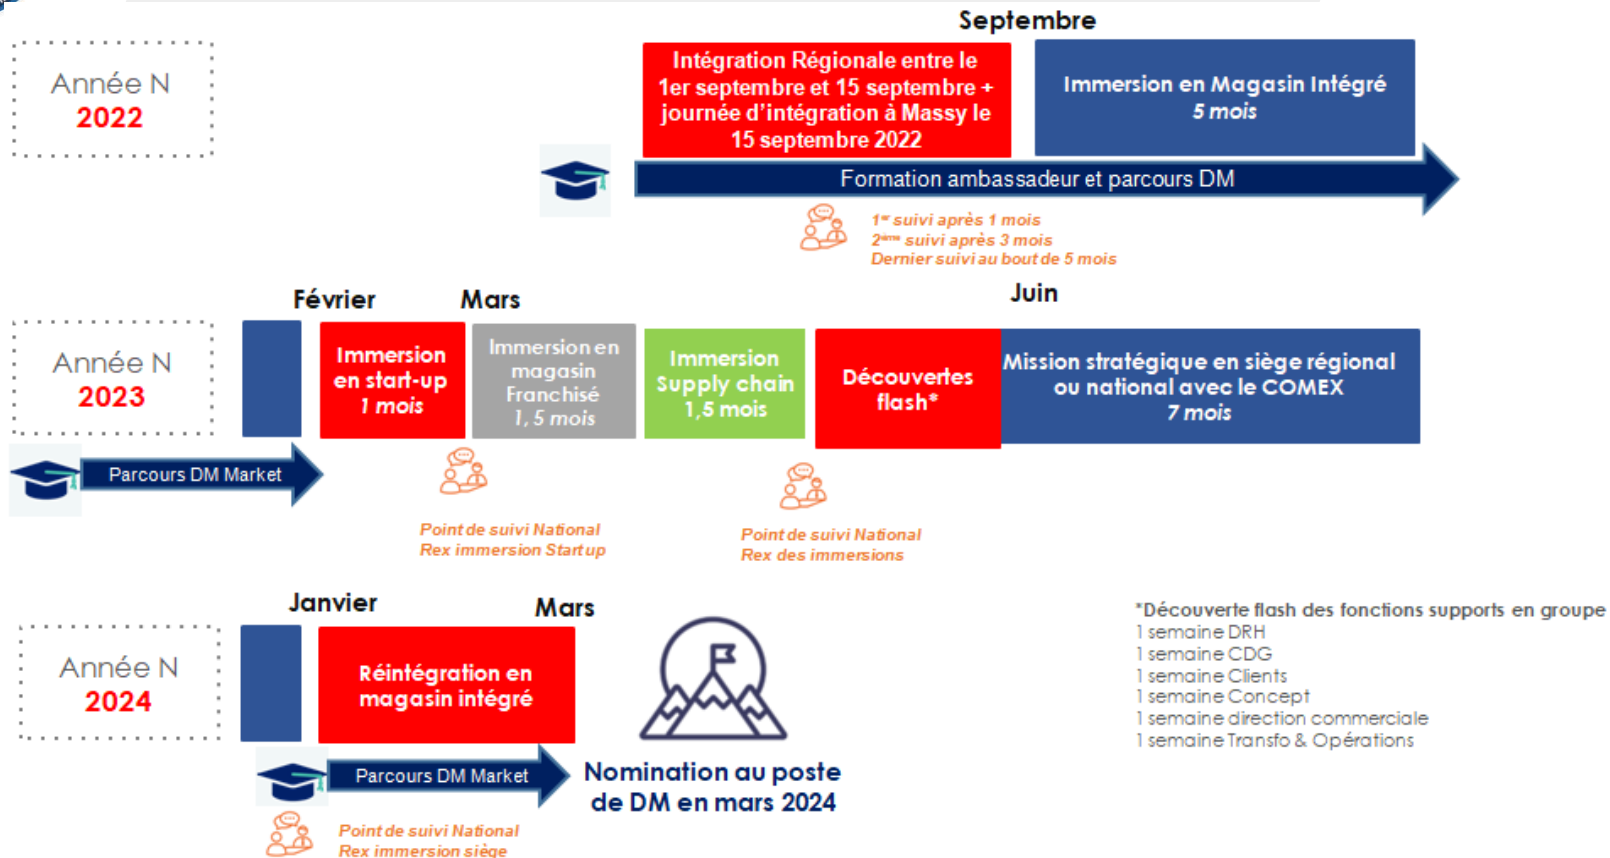 Septembre
Année N
2022
Intégration Régionale entre le
1er septembre et 15 septembre +
journée d'intégration à Massy le
15 septembre 2022
Immersion en Magasin Intégré
5 mois
Formation ambassadeur et parcours DM
1er suivi après 1 mois
2ième suivi après 3 mois
Dernier suivi au bout de 5 mois
Février
Mars
Juin
Année N
2023
Immersion
en start-up
1 mois
Immersion en
magasin
Franchisé
1, 5 mois
Immersion
Supply chain
1,5 mois
Découvertes
flash*
Mission stratégique en siège régional
ou national avec le COMEX
7 mois
Parcours DM Market
Point de suivi National
Rex immersion Startup
Point de suivi National
Rex des immersions
Janvier
Mars
Année N
2024
Réintégration en
magasin intégré
Parcours DM Market
Nomination au poste
de DM en mars 2024
Point de suivi National
Rex immersion siège
*Découverte flash des fonctions supports en groupe
1 semaine DRH
1 semaine CDG
1 semaine Clients
1 semaine Concept
1 semaine direction commerciale
1 semaine Transfo & Opérations